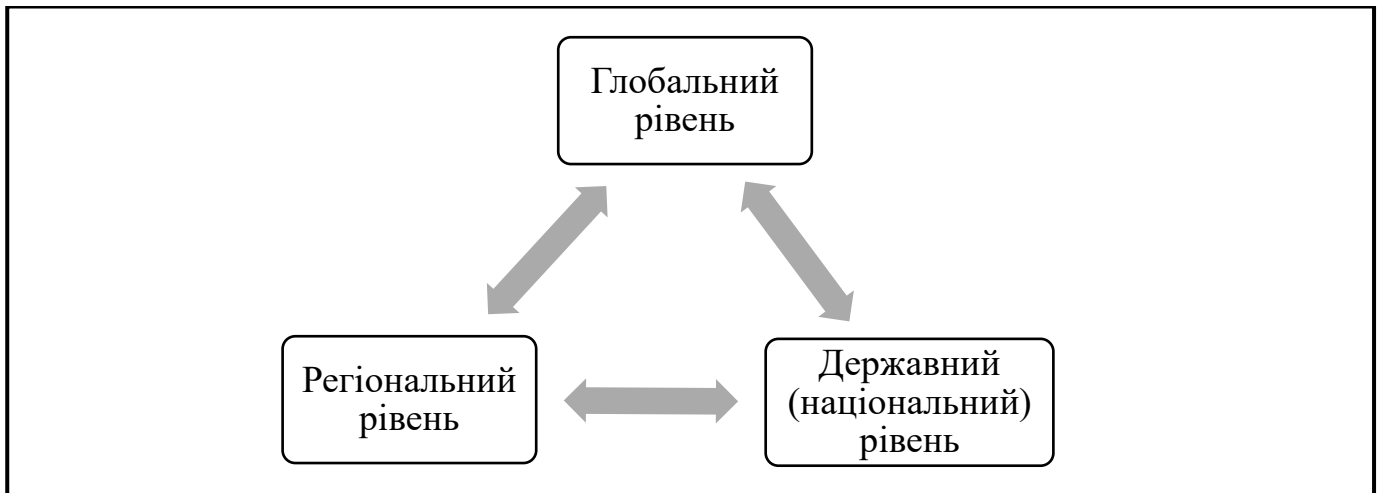 Глобальний
рівень
Регіональний
рівень
Державний
(національний)
рівень